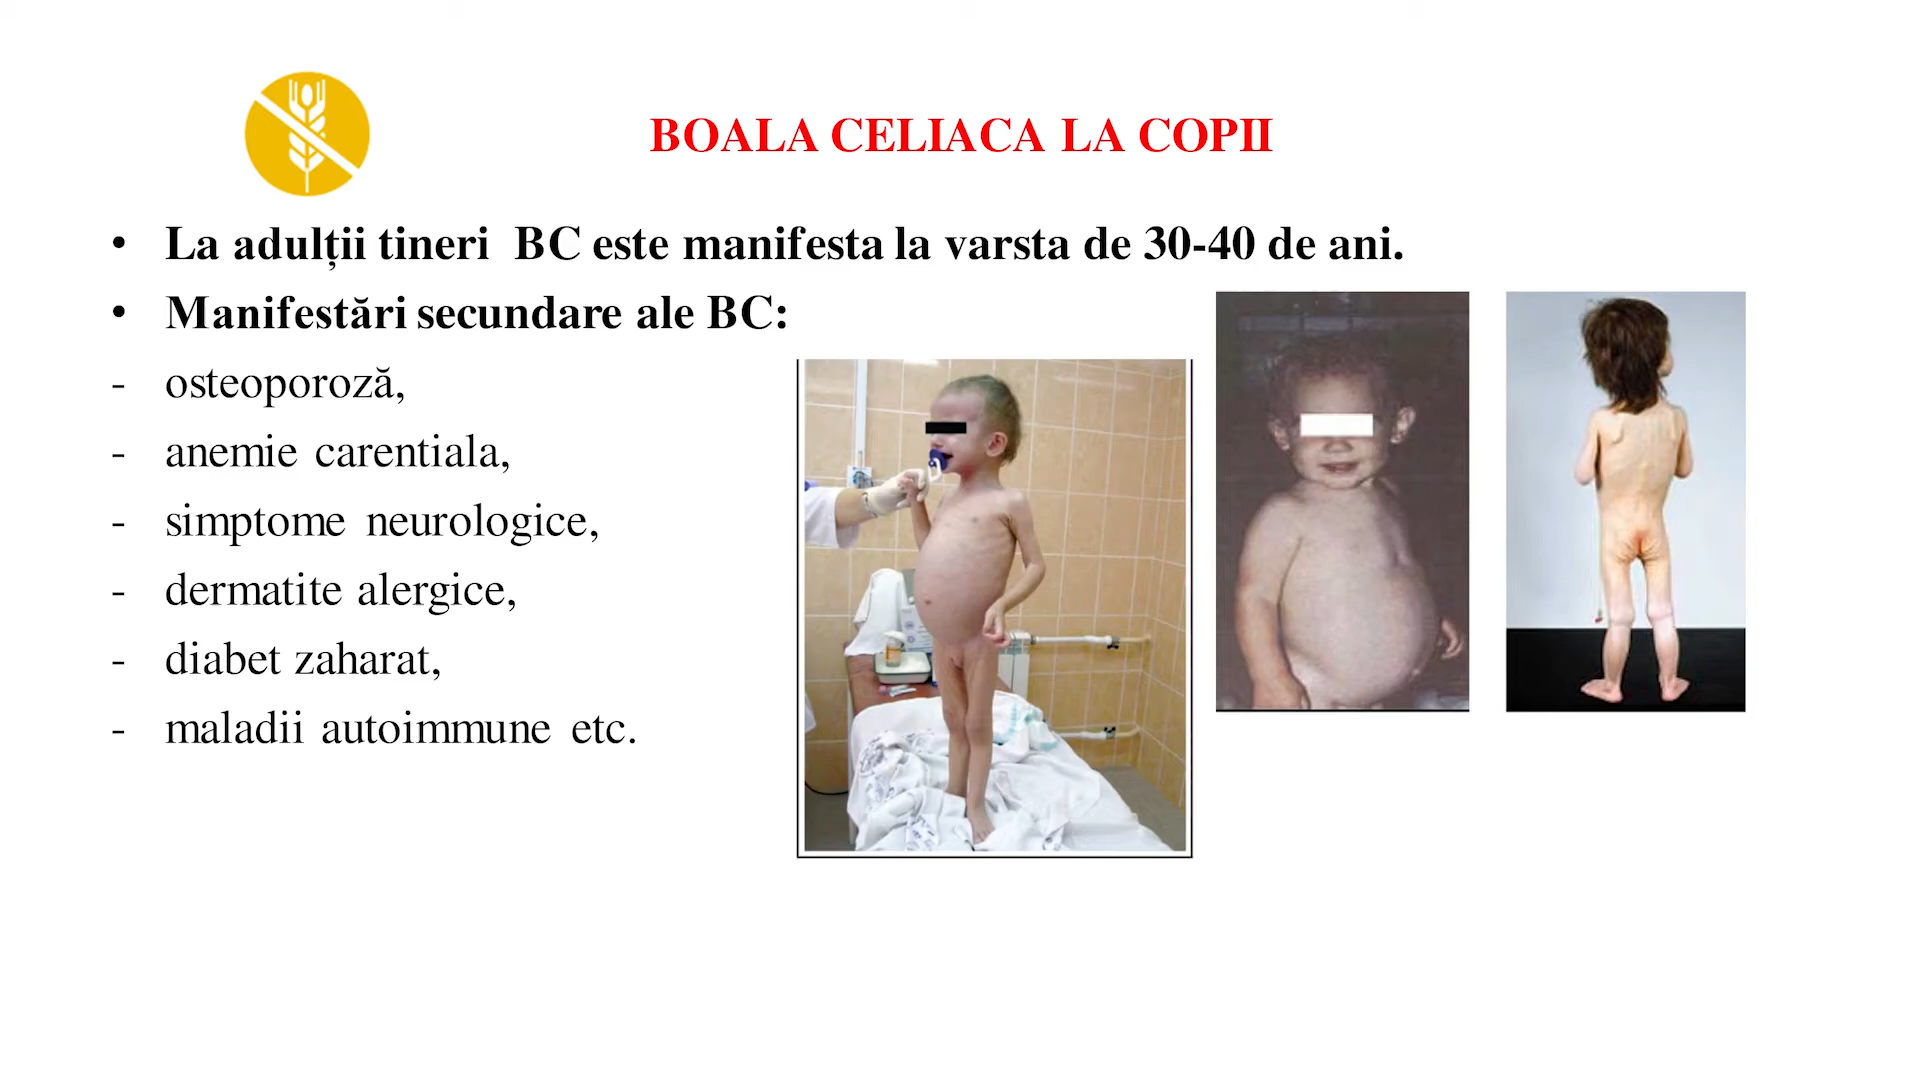 BOALA CELIACA LA COPII
• La adulții tineri BC este manifesta la varsta de 30-40 de ani.
• Manifestări secundare ale BC:
- osteoporoză,
- anemie carentiala,
- simptome neurologice,
- dermatite alergice,
- diabet zaharat,
- maladii autoimmune etc.